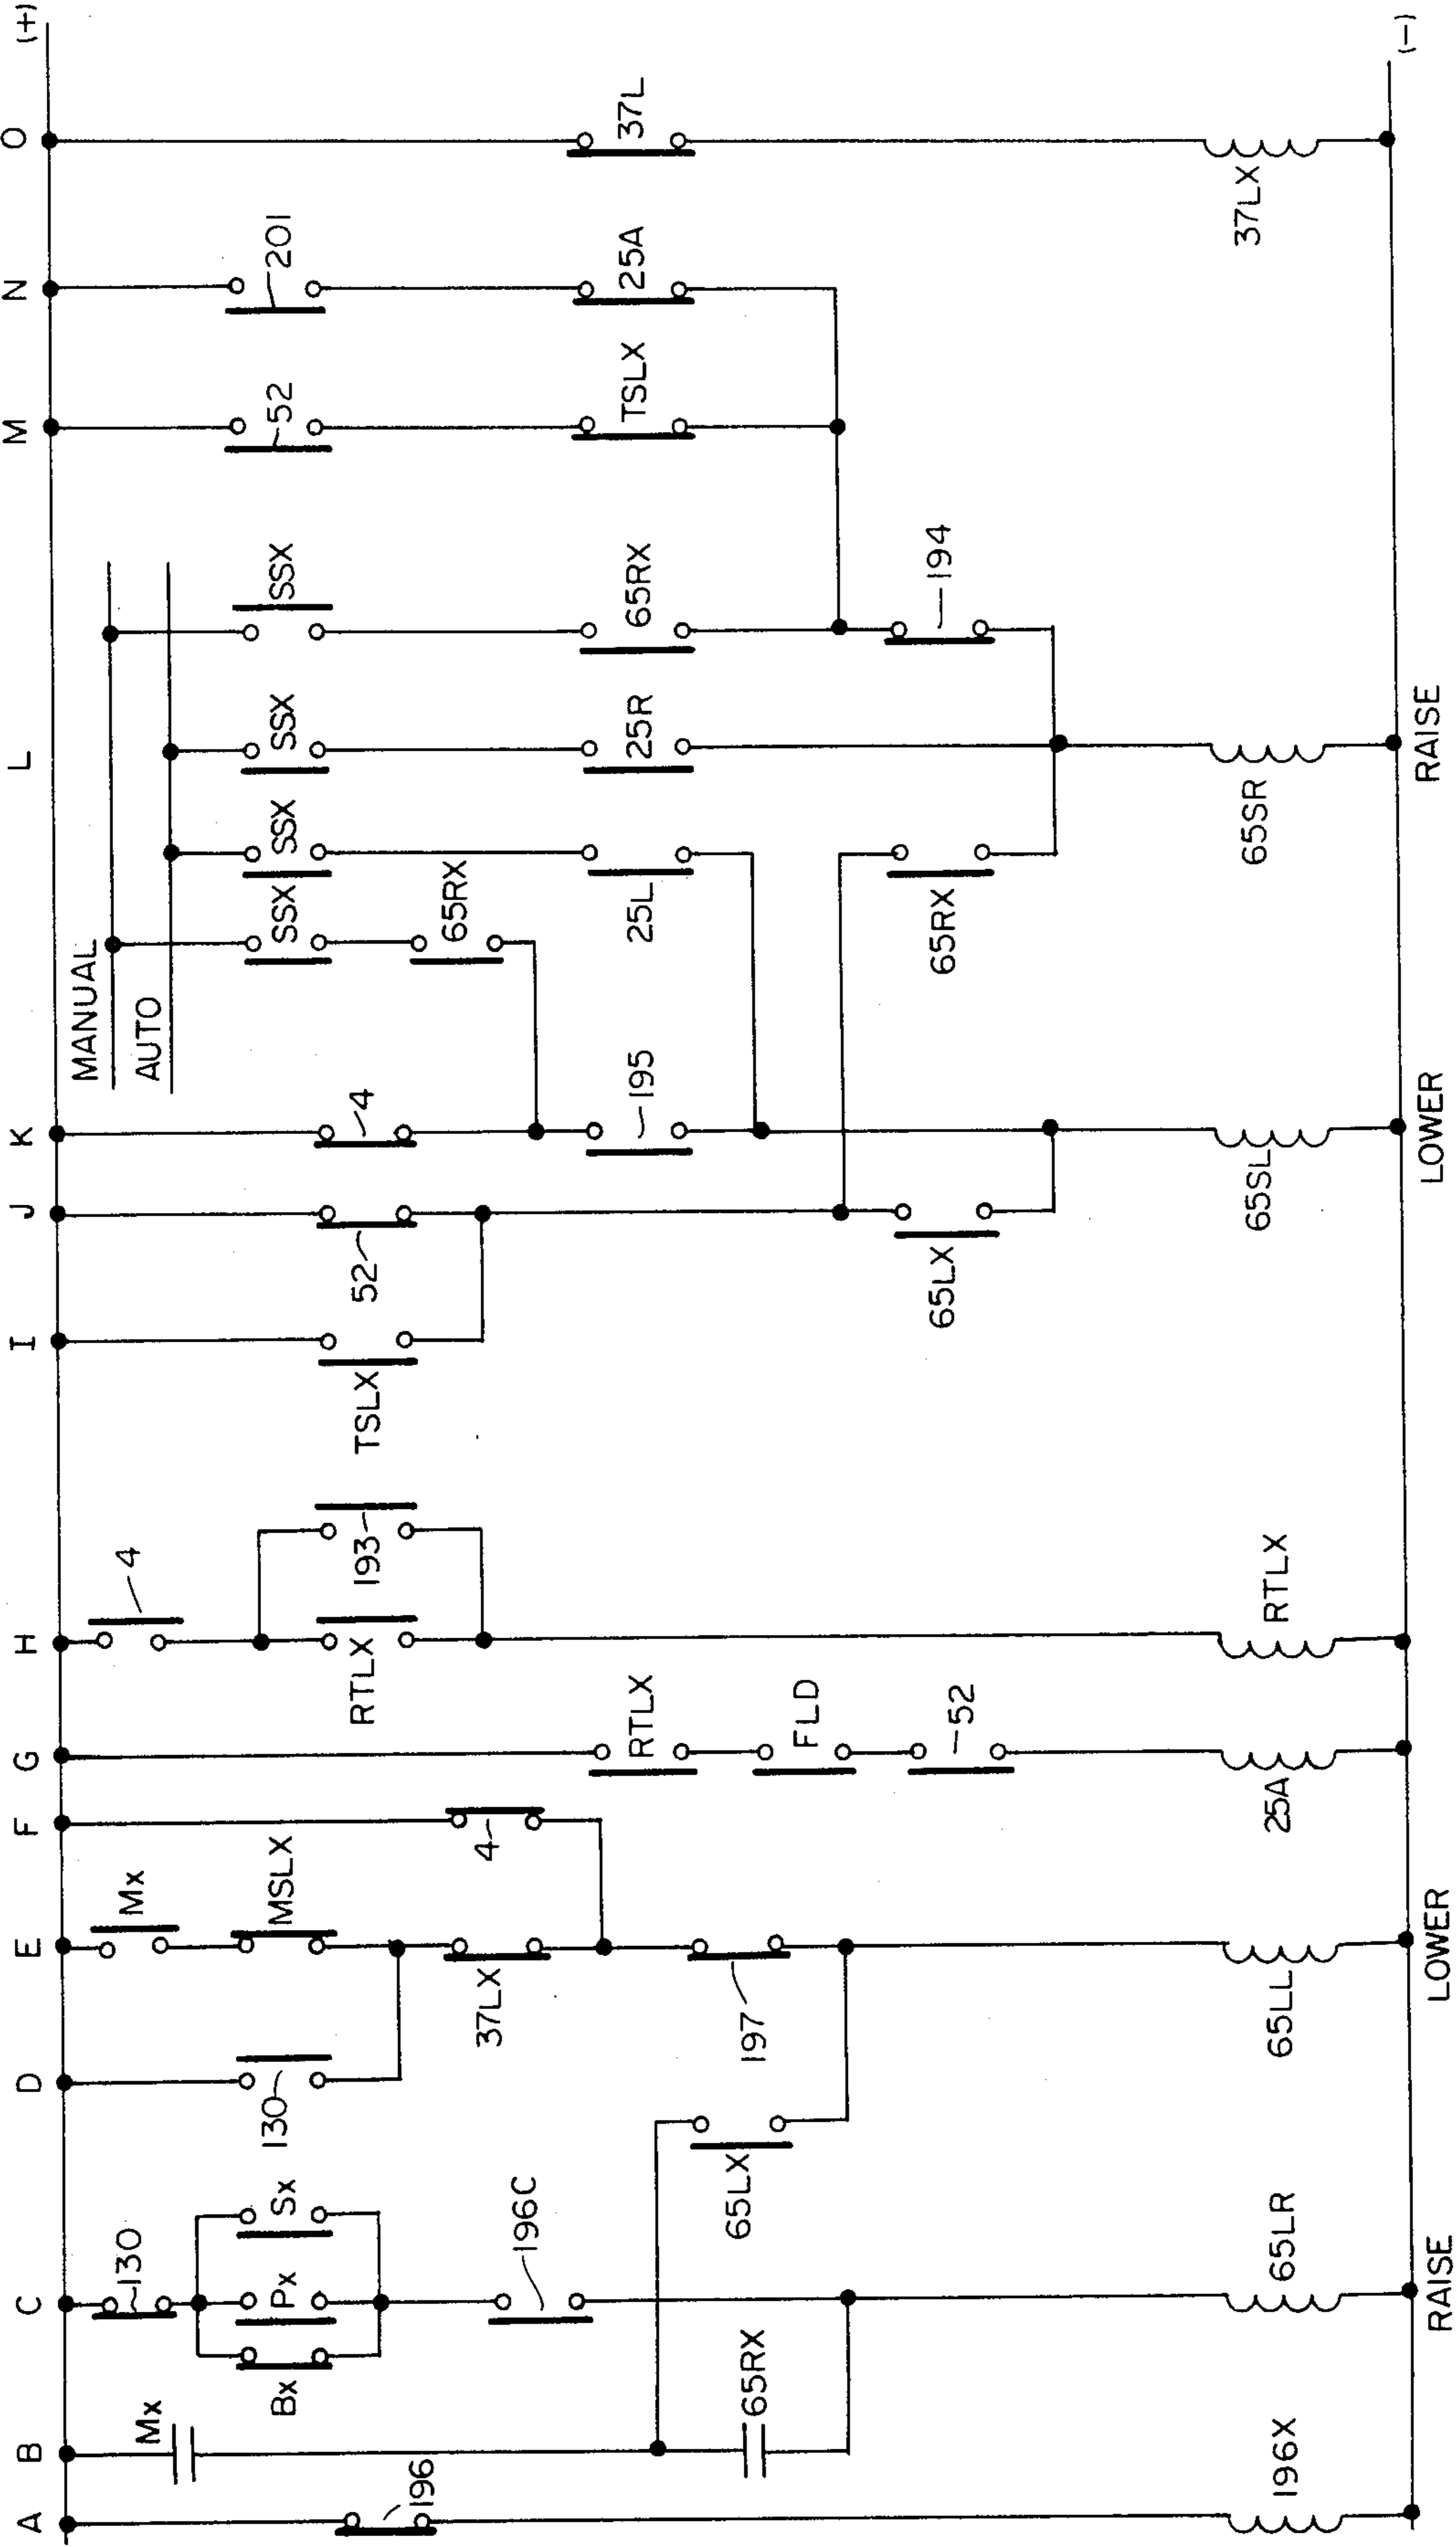 A B C D E F G H I J K L M N O
(+)
MANUAL
AUTO
Mx
130
Mx
4
Bx
Px
Sx
130
MSLX
SSX
SSX
SSX
SSX
52
201
196
RTLX
193
TSLX
52
4
65RX
196C
37LX
4
RTLX
195
25L
25R
65RX
TSLX
25A
37L
65RX
65LX
197
FLD
52
65LX
65RX
194
196X
65LR
65LL
25A
RTLX
65SL
65SR
37LX
(-)
RAISE
LOWER
LOWER
RAISE